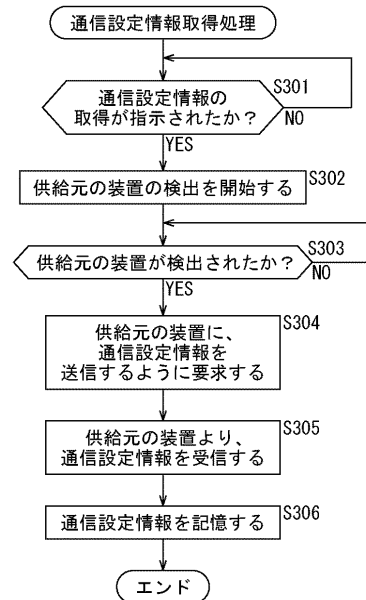 通信設定情報取得処理
S301
通信設定情報の
取得が指示されたか？
NO
YES
供給元の装置の検出を開始する
S302
供給元の装置が検出されたか？
S303
NO
YES
供給元の装置に、
通信設定情報を
送信するように要求する
S304
供給元の装置より、
通信設定情報を受信する
S305
通信設定情報を記憶する
S306
エンド